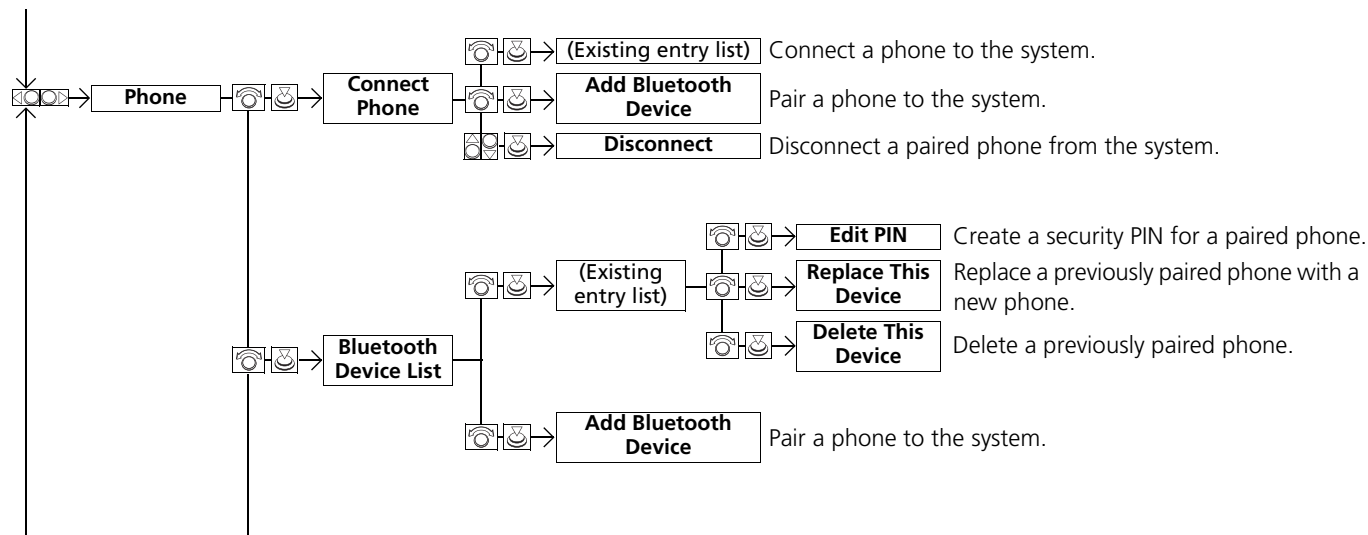 (Existing entry list) Connect a phone to the system.
Phone
Connect
Phone
Add Bluetooth
Device
Pair a phone to the system.
Disconnect Disconnect a paired phone from the system.
Edit PIN Create a security PIN for a paired phone.
(Existing
entry list)
Replace This
Device
Replace a previously paired phone with a
new phone.
Delete This
Device
Delete a previously paired phone.
Bluetooth
Device List
Add Bluetooth
Device
Pair a phone to the system.